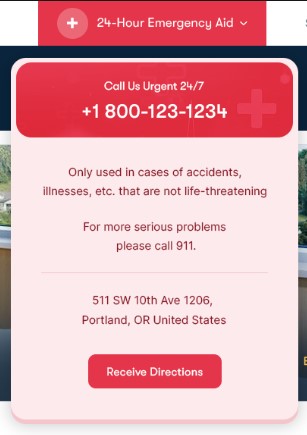 24-Hour Emergency Aid
Call Us Urgent 24/7
+1 800-123-1234
Only used in cases of accidents,
illnesses, etc. that are not life-threatening
For more serious problems
please call 911.
511 SW 10th Ave 1206,
Portland, OR United States
Receive Directions